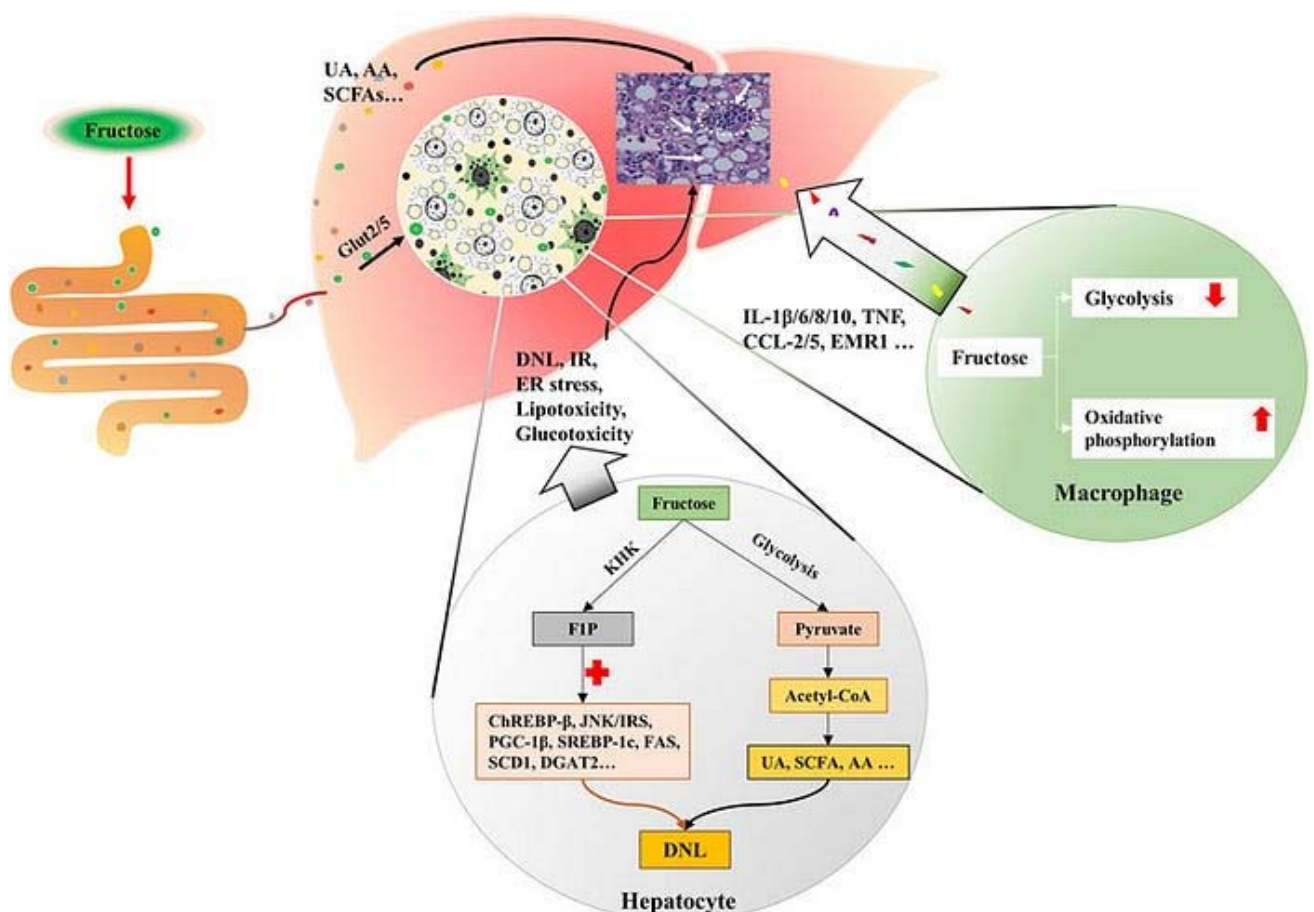 UA, AA,
SCFAs…
Fructose
Glut2/5
IL-1β/6/8/10, TNF,
CCL-2/5, EMR1 …
Glycolysis
Fructose
Oxidative
phosphorylation
Macrophage
DNL, IR,
ER stress,
Lipotoxicity,
Glucotoxicity
Fructose
KHK
Glycolysis
F1P
Pyruvate
Acetyl-CoA
ChREBP-β, JNK/IRS,
PGC-1β, SREBP-1c, FAS,
SCD1, DGAT2…
UA, SCFA, AA …
DNL
Hepatocyte